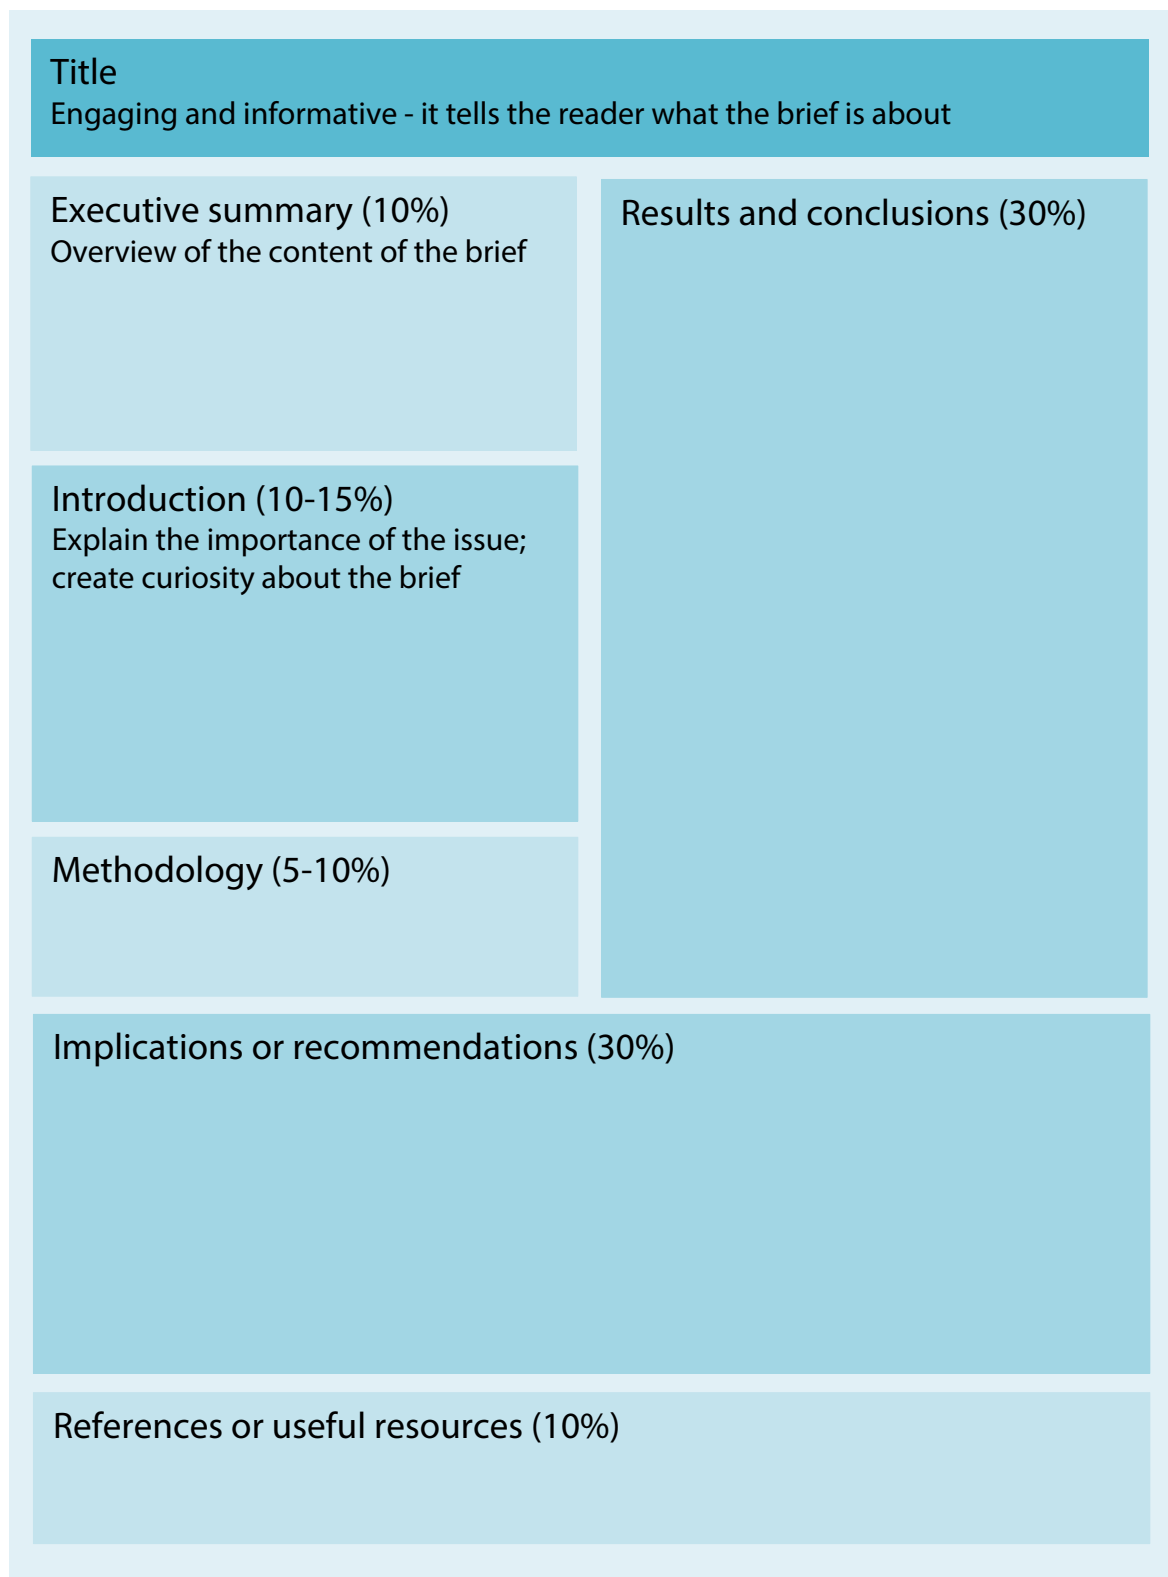 Title
Engaging and informative - it tells the reader what the brief is about
Executive summary (10%)
Overview of the content of the brief
Introduction (10-15%)
Explain the importance of the issue;
create curiosity about the brief
Methodology (5-10%)
Results and conclusions (30%)
Implications or recommendations (30%)
References or useful resources (10%)